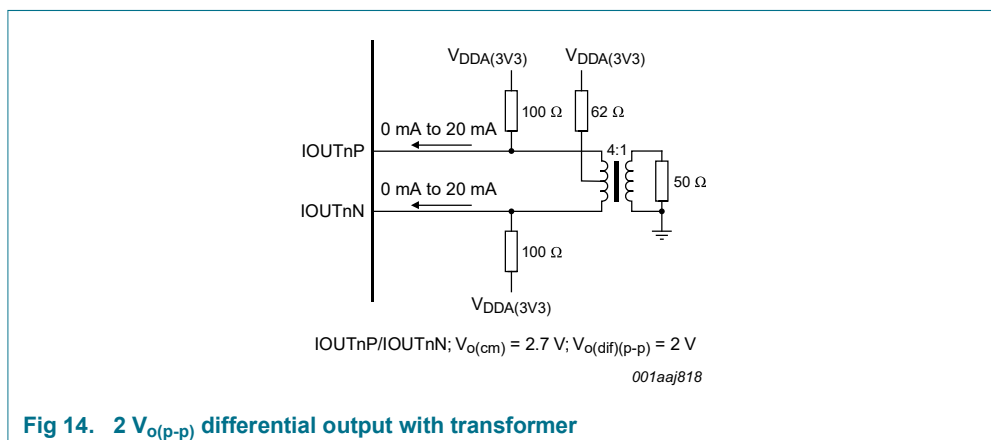 VDDA(3V3) VDDA(3V3)
100 Ω 62 Ω
0 mA to 20 mA
IOUTnP 4:1
0 mA to 20 mA 50 Ω
IOUTnN
100 Ω
VDDA(3V3)
IOUTnP/IOUTnN; Vo(cm) = 2.7 V; Vo(dif)(p-p) = 2 V
001aaj818
Fig 14. 2 Vo(p-p) differential output with transformer